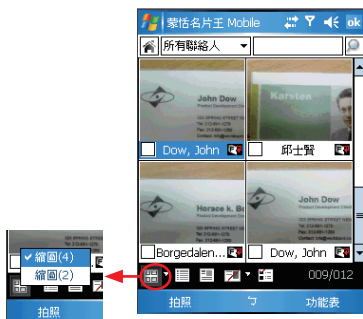 蒙恬名片王 Mobile ok
所有聯絡人
John Dow
Karsten
Dow, John
邱士賢
Horace k. B
John Dow
Borgedalen...
Dow, John
009/012
拍照
功能表
縮圖(4)
縮圖(2)
拍照